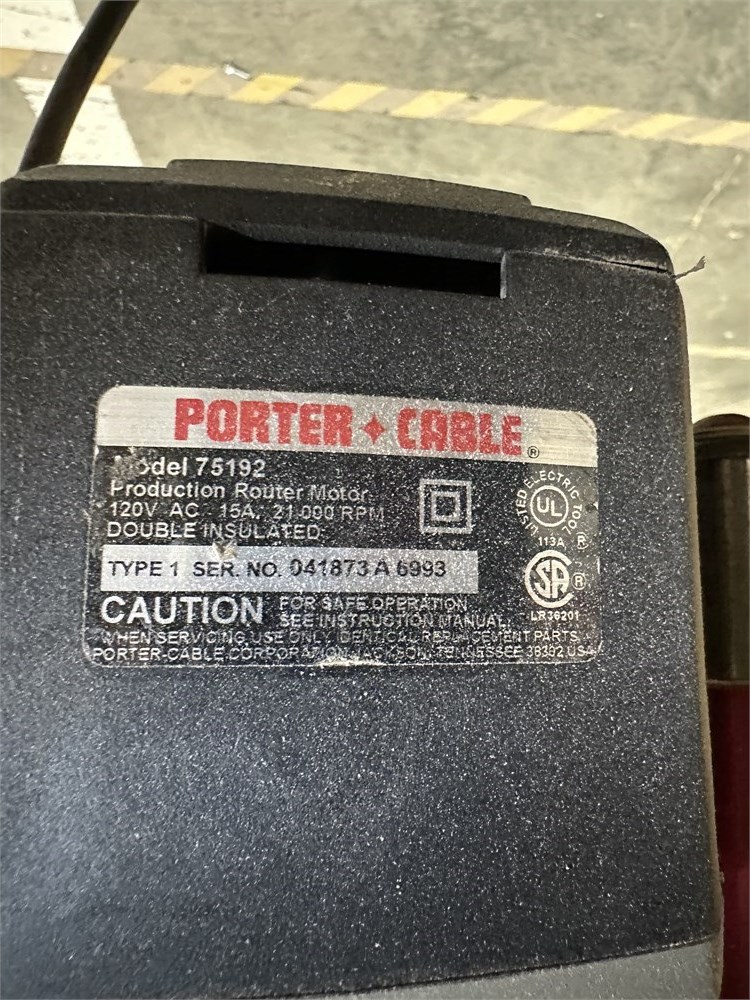 PORTER+CABLE®
Model 75192
Production Router Motor
120V AC 15A, 21,000 RPM
DOUBLE INSULATED
TYPE 1 SER. NO. 041873 A 6993
CAUTION FOR SAFE OPERATION
SEE INSTRUCTION MANUAL.
WHEN SERVICING USE ONLY IDENTICAL REPLACEMENT PARTS
PORTER-CABLE CORPORATION, JACKSON, TENNESSEE 38302 USA
LISTED ELECTRIC TOOL
UL
113A ®
SA ®
LR36201